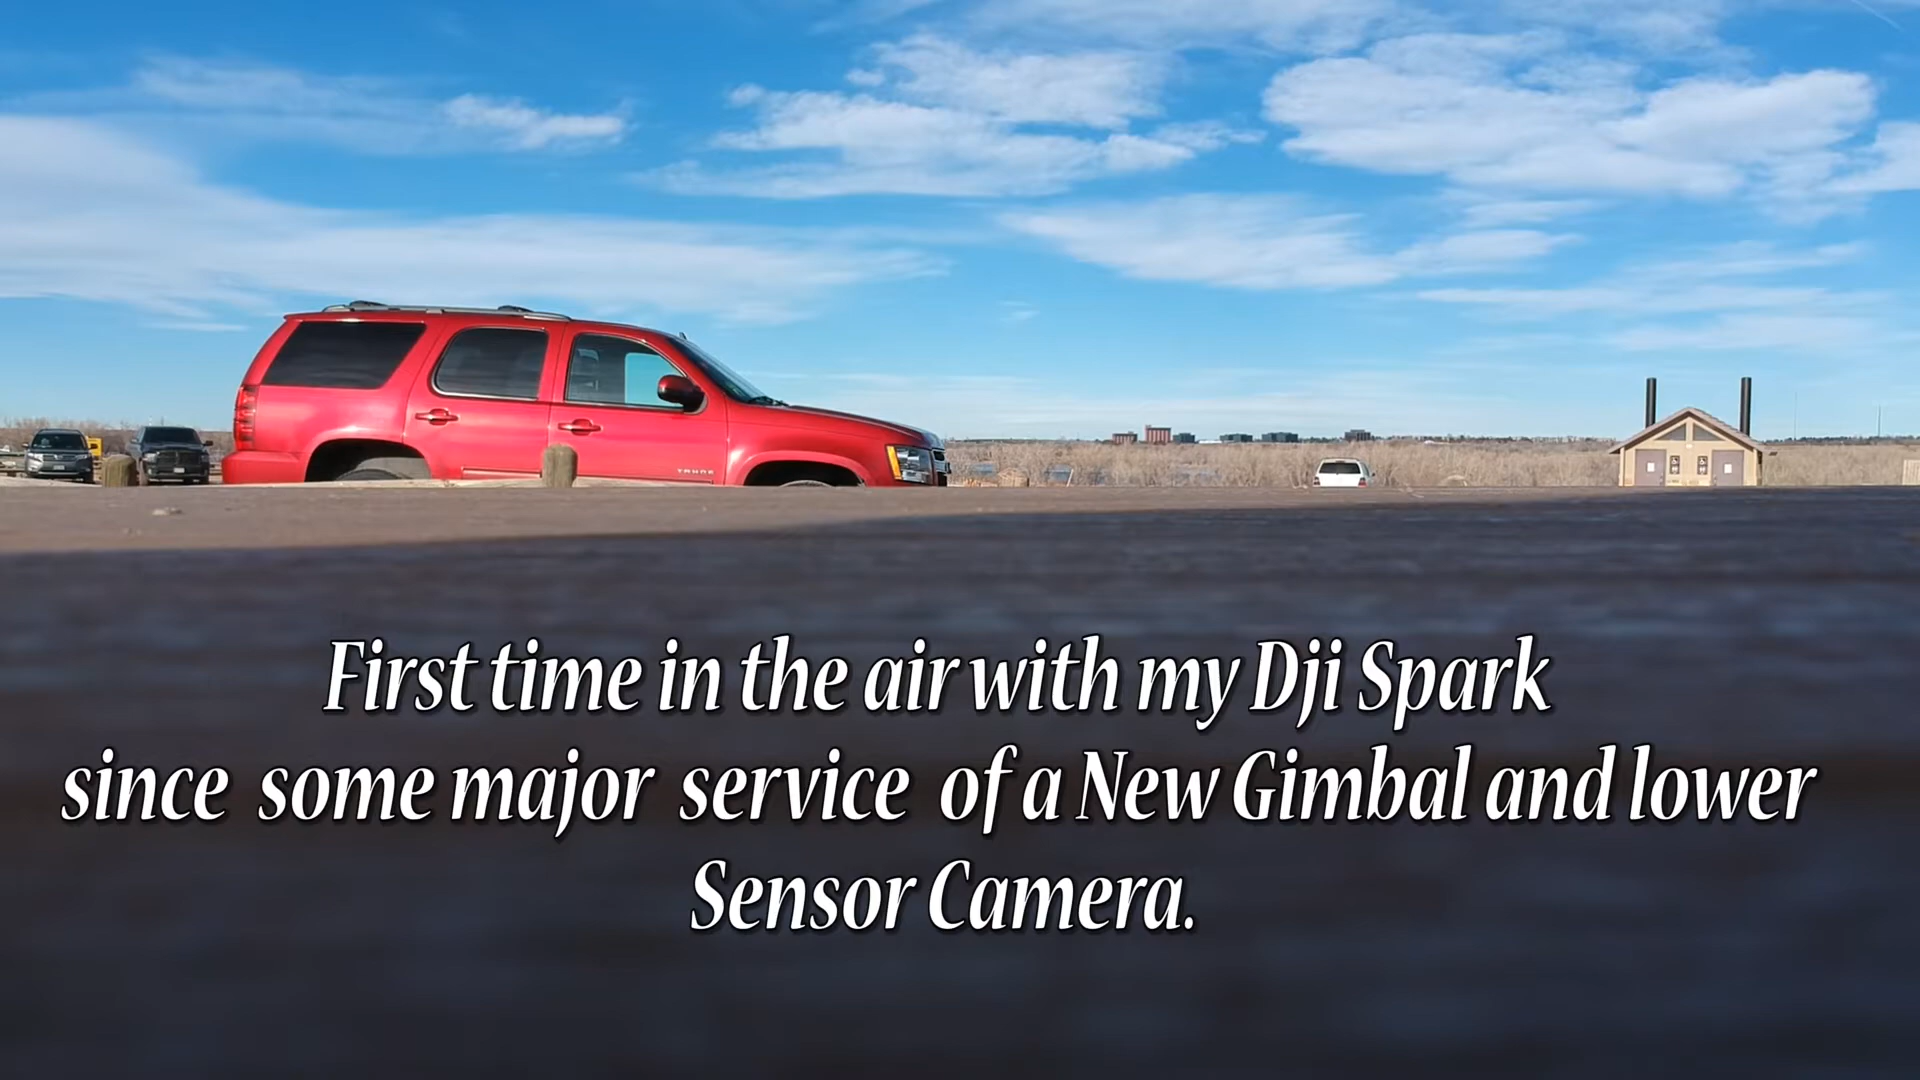 TAHOE
First time in the air with my Dji Spark
since some major service of a New Gimbal and lower
Sensor Camera.